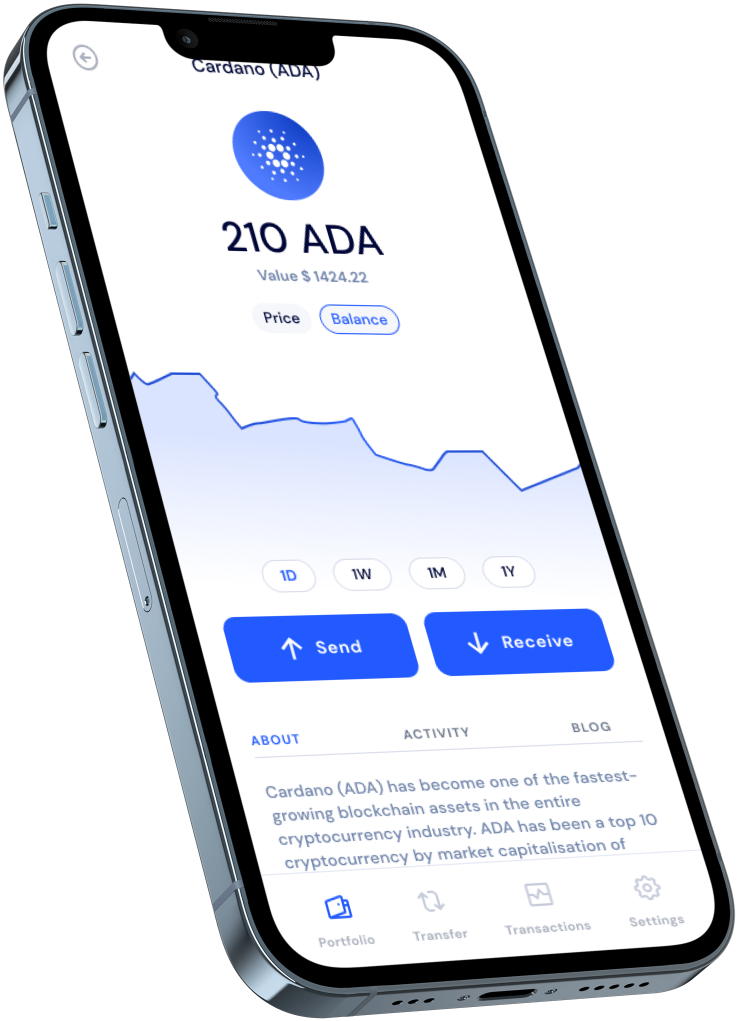 Cardano (ADA)
210 ADA
Value $ 1424.22
Price Balance
1D 1W 1M 1Y
Send Receive
ABOUT ACTIVITY BLOG
Cardano (ADA) has become one of the fastest-
growing blockchain assets in the entire
cryptocurrency industry. ADA has been a top 10
cryptocurrency by market capitalisation of
Portfolio Transfer Transactions Settings